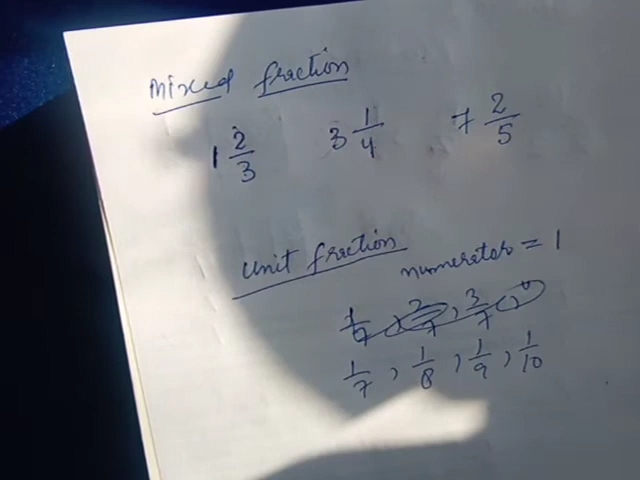 Mixed fraction
1 2/3 3 1/4 7 2/5
Unit fraction
numerator = 1
1/7, 1/8, 1/9, 1/10